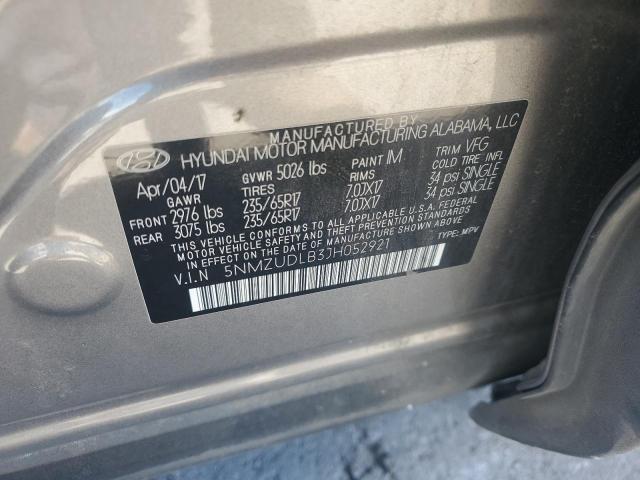 MANUFACTURED BY
HYUNDAI MOTOR MANUFACTURING ALABAMA, LLC
Apr/04/17 GVWR 5026 lbs PAINT IM TRIM VFG
GAWR TIRES RIMS COLD TIRE INF.
FRONT 2976 lbs 235/65R17 7.0JX17 34 psi SINGLE
REAR 3075 lbs 235/65R17 7.0JX17 34 psi SINGLE
THIS VEHICLE CONFORMS TO ALL APPLICABLE U.S.A. FEDERAL
MOTOR VEHICLE SAFETY, BUMPER, AND THEFT PREVENTION STANDARDS
IN EFFECT ON THE DATE OF MANUFACTURE SHOWN ABOVE.
V.I.N 5NMZUDLB3JH052921 TYPE: MPV